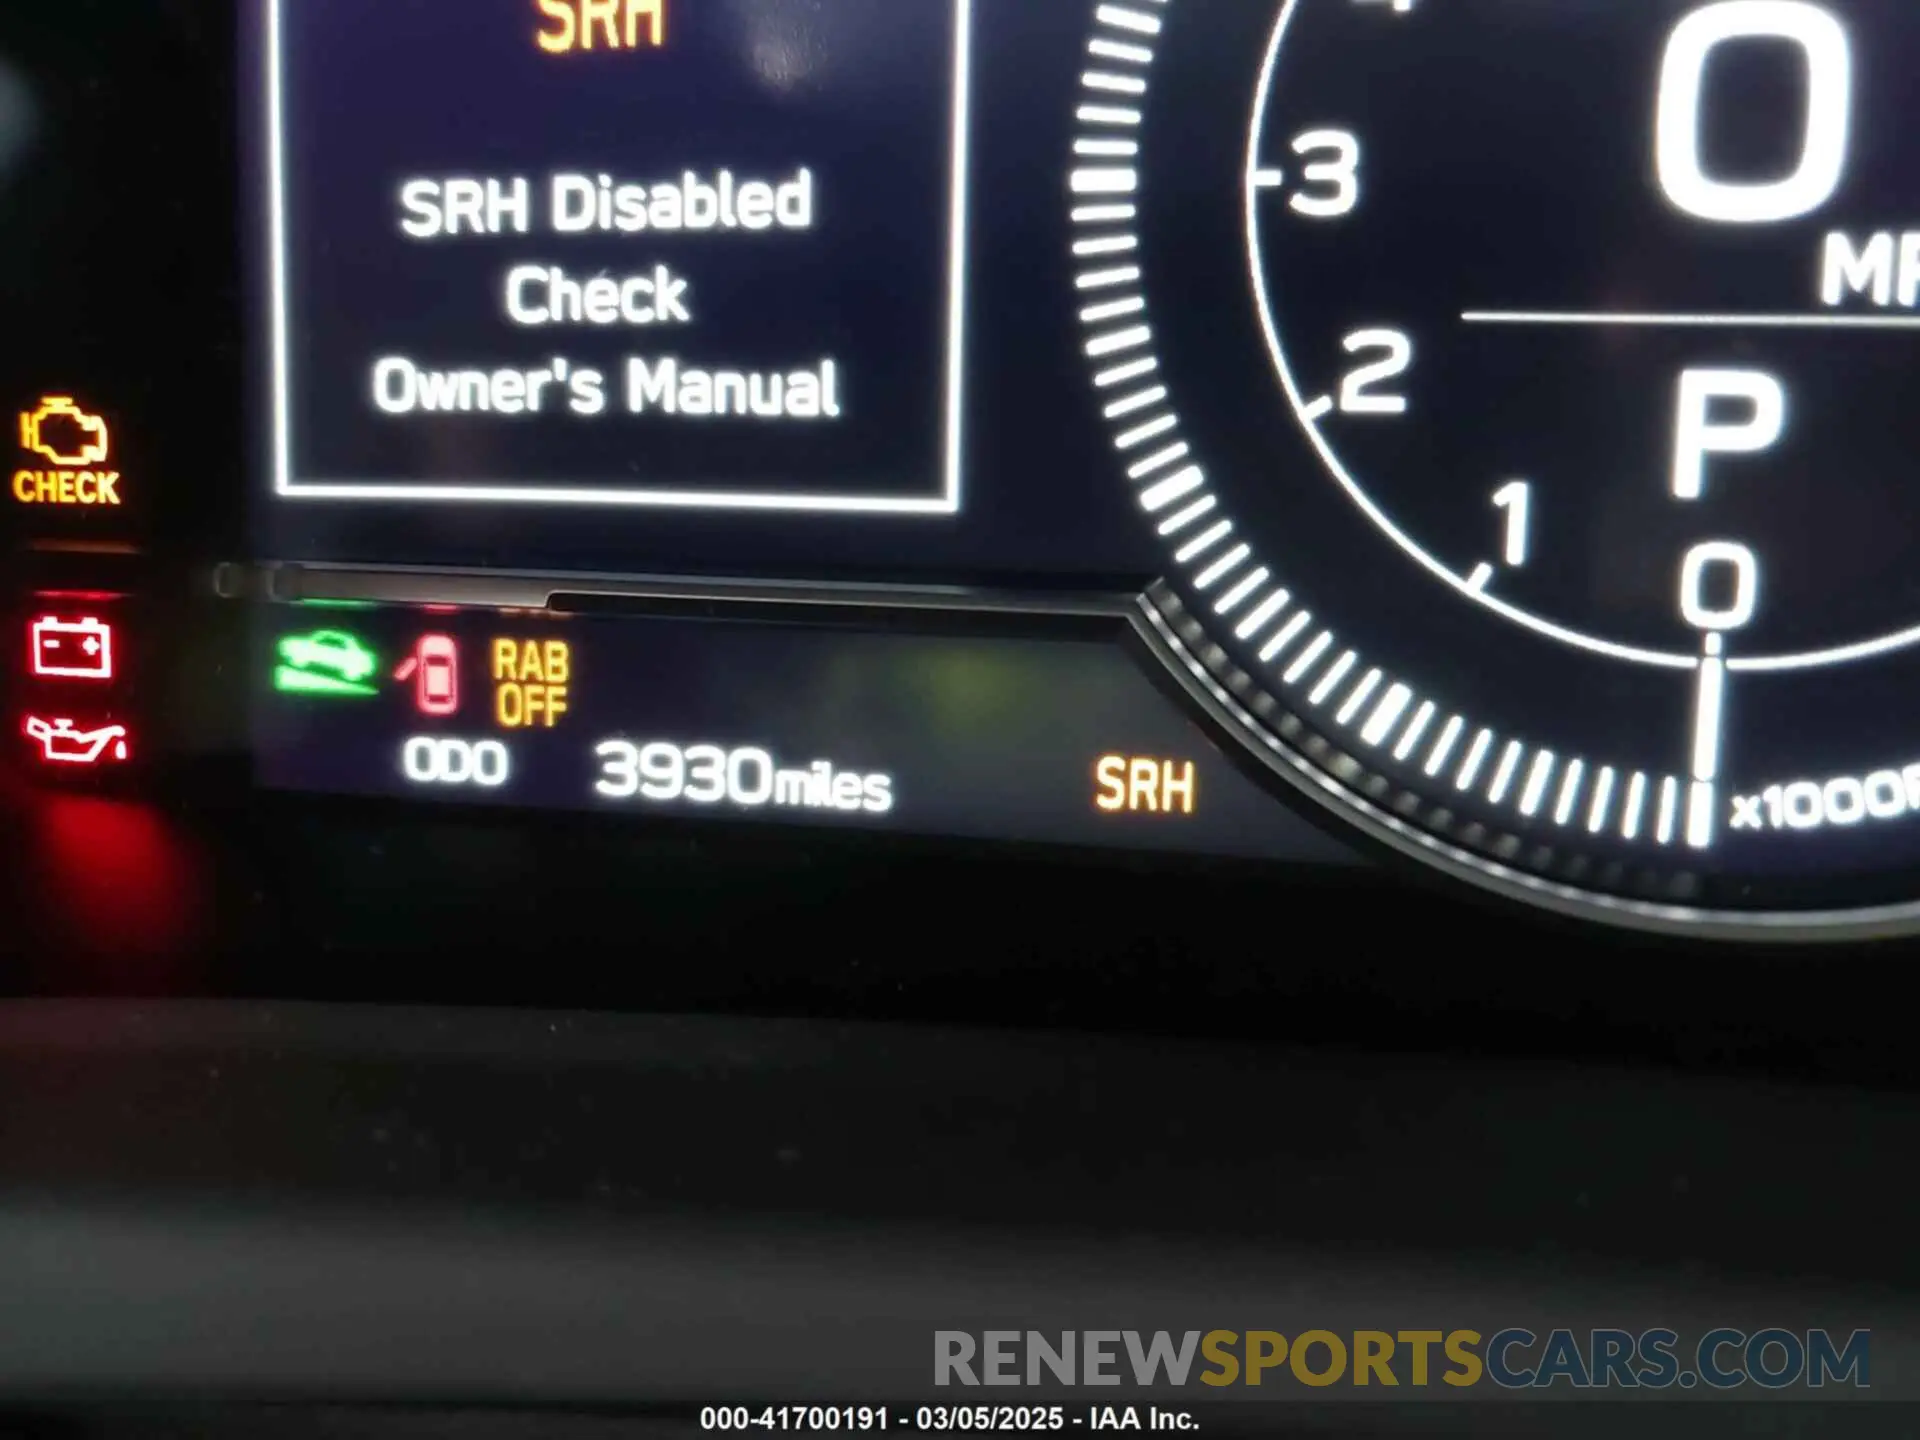 SRH
SRH Disabled
Check
Owner's Manual
CHECK
RAB
OFF
ODO 3930miles
SRH
0
P
3
2
1
0
x1000
RENEWSPORTSCARS.COM
000-41700191 - 03/05/2025 - IAA Inc.